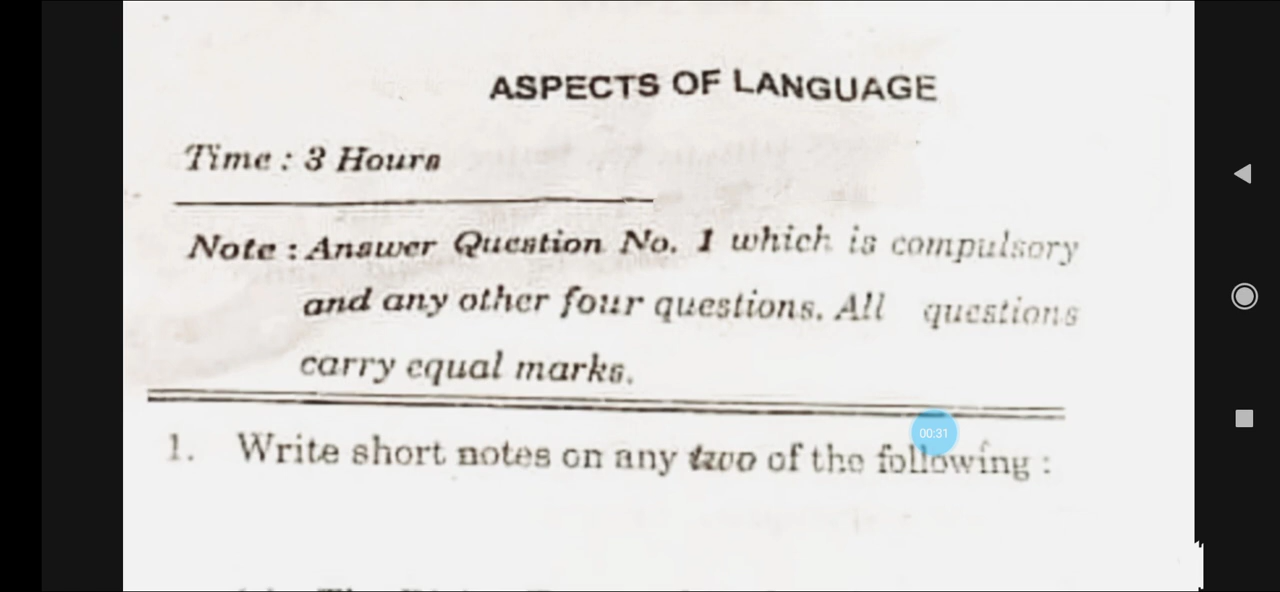 ASPECTS OF LANGUAGE
Time : 3 Hours
Note : Answer Question No. 1 which is compulsory
and any other four questions. All questions
carry equal marks.
00:31
1. Write short notes on any two of the following :